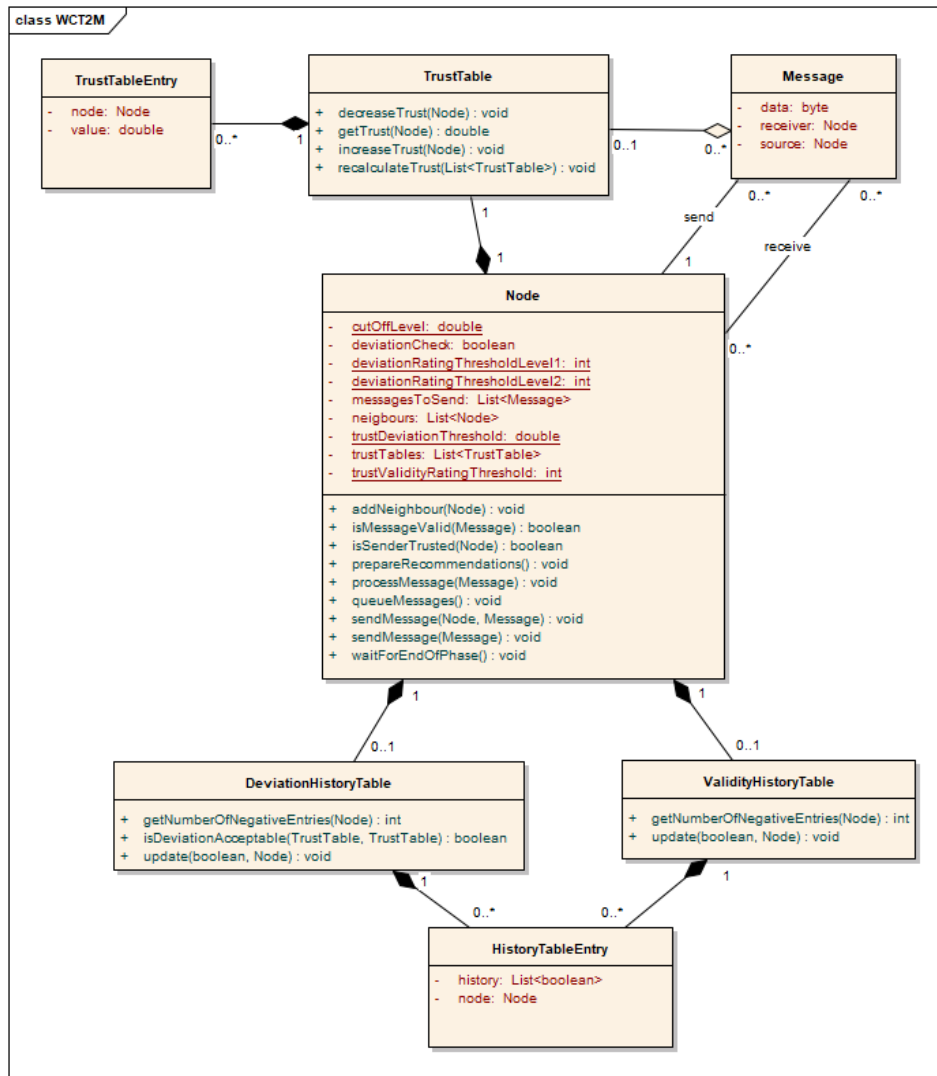 class WCT2M
TrustTableEntry
- node: Node
- value: double
0..*
1
TrustTable
+ decreaseTrust(Node) : void
+ getTrust(Node) : double
+ increaseTrust(Node) : void
+ recalculateTrust(List<TrustTable>) : void
0..1
0..*
Message
- data: byte
- receiver: Node
- source: Node
1
1
send
0..*
1
receive
0..*
0..*
Node
- cutOffLevel: double
- deviationCheck: boolean
- deviationRatingThresholdLevel1: int
- deviationRatingThresholdLevel2: int
- messagesToSend: List<Message>
- neigbours: List<Node>
- trustDeviationThreshold: double
- trustTables: List<TrustTable>
- trustValidityRatingThreshold: int
+ addNeighbour(Node) : void
+ isMessageValid(Message) : boolean
+ isSenderTrusted(Node) : boolean
+ prepareRecommendations() : void
+ processMessage(Message) : void
+ queueMessages() : void
+ sendMessage(Node, Message) : void
+ sendMessage(Message) : void
+ waitForEndOfPhase() : void
1
0..1
1
0..1
DeviationHistoryTable
+ getNumberOfNegativeEntries(Node) : int
+ isDeviationAcceptable(TrustTable, TrustTable) : boolean
+ update(boolean, Node) : void
ValidityHistoryTable
+ getNumberOfNegativeEntries(Node) : int
+ update(boolean, Node) : void
1
0..*
1
0..*
HistoryTableEntry
- history: List<boolean>
- node: Node